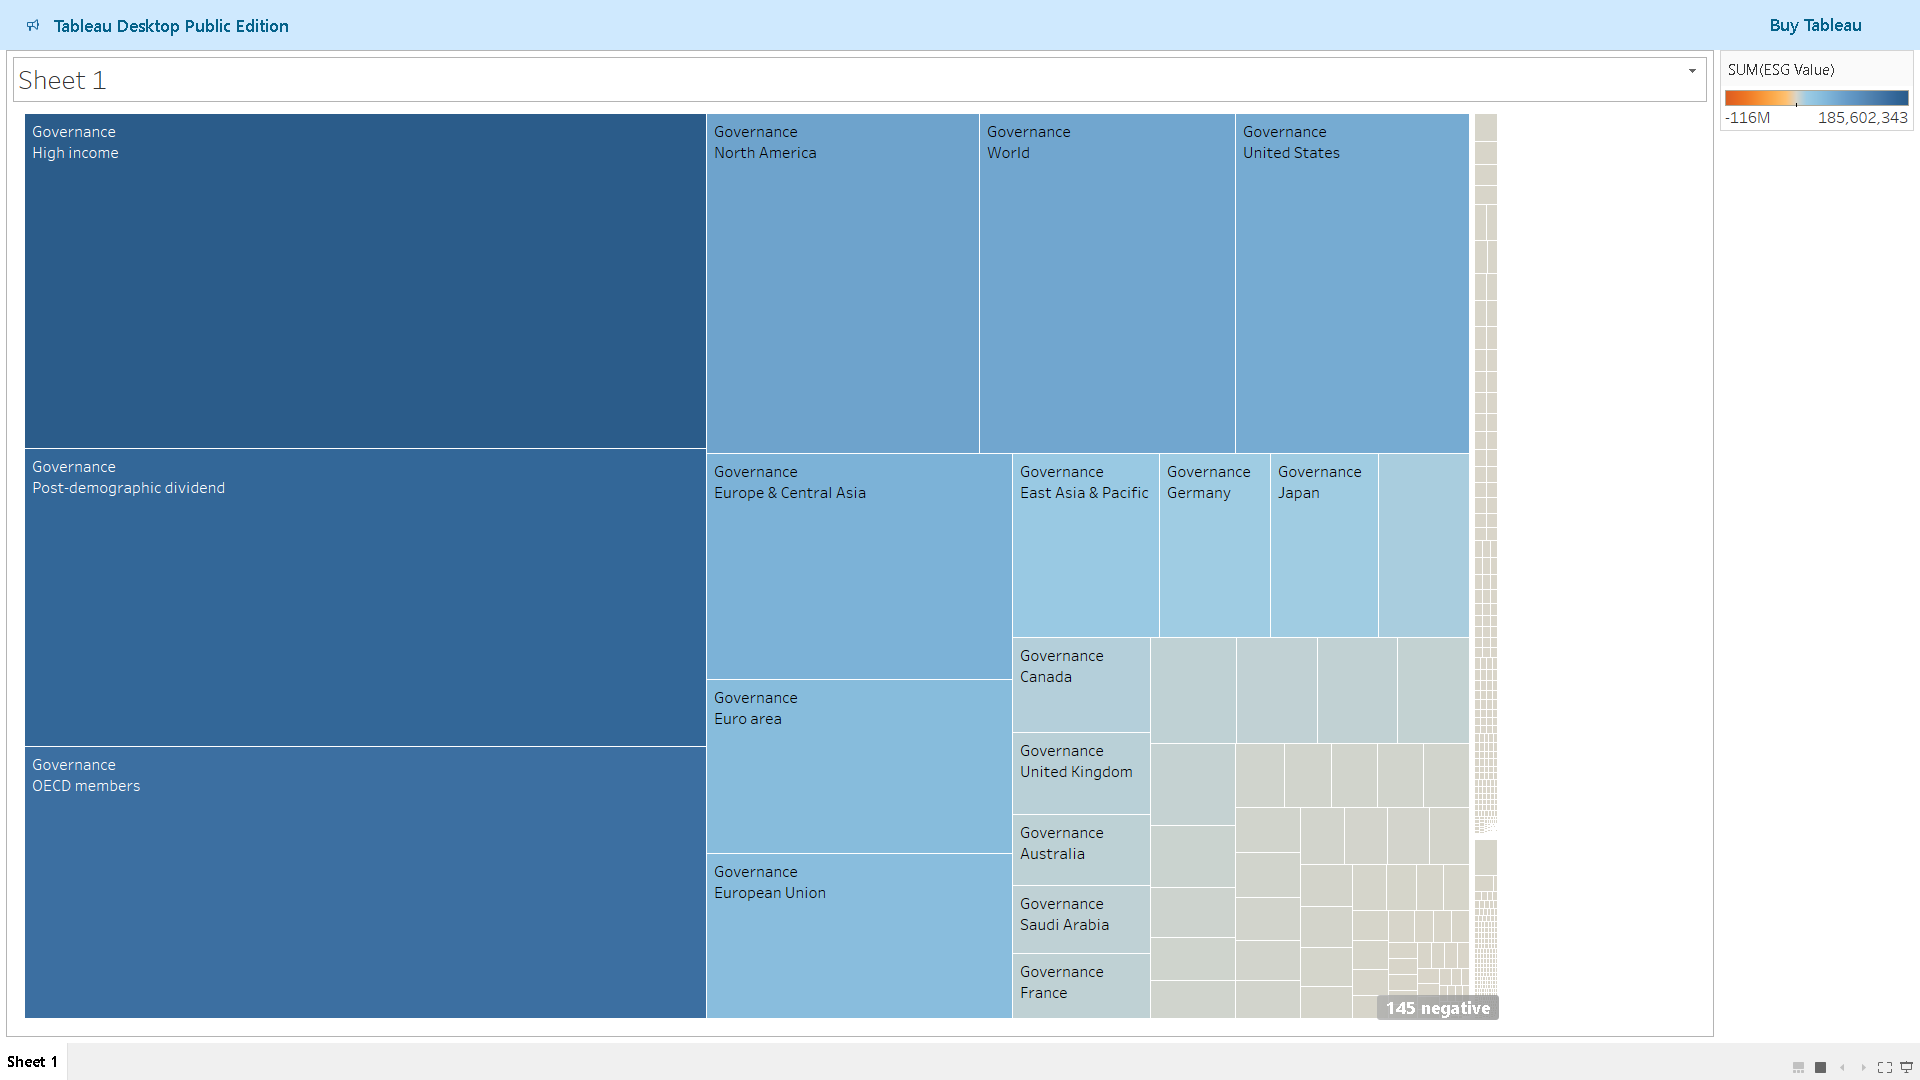 Tableau Desktop Public Edition
Buy Tableau
Sheet 1
SUM(ESG Value)
-116M 185,602,343
Governance
High income
Governance
North America
Governance
World
Governance
United States
Governance
Post-demographic dividend
Governance
Europe & Central Asia
Governance
East Asia & Pacific
Governance
Germany
Governance
Japan
Governance
Canada
Governance
Euro area
Governance
United Kingdom
Governance
OECD members
Governance
Australia
Governance
European Union
Governance
Saudi Arabia
Governance
France
145 negative
Sheet 1